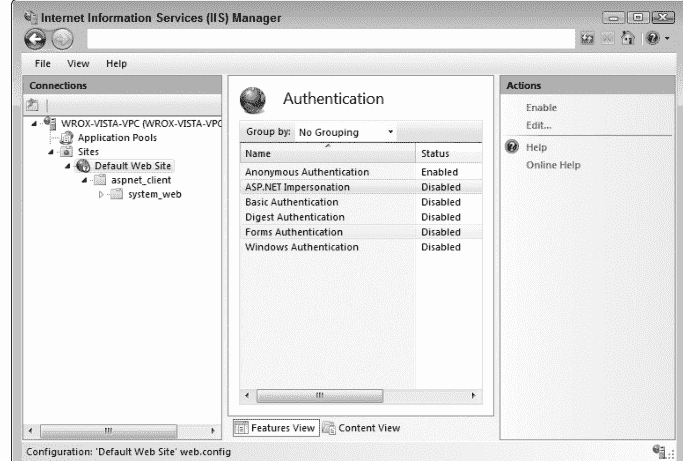 Internet Information Services (IIS) Manager
File View Help
Connections
WROX-VISTA-VPC (WROX-VISTA-VPC
Application Pools
Sites
Default Web Site
aspnet_client
system_web
Authentication
Group by: No Grouping
Name Status
Anonymous Authentication Enabled
ASP.NET Impersonation Disabled
Basic Authentication Disabled
Digest Authentication Disabled
Forms Authentication Disabled
Windows Authentication Disabled
Features View Content View
Actions
Enable
Edit...
Help
Online Help
Configuration: 'Default Web Site' web.config